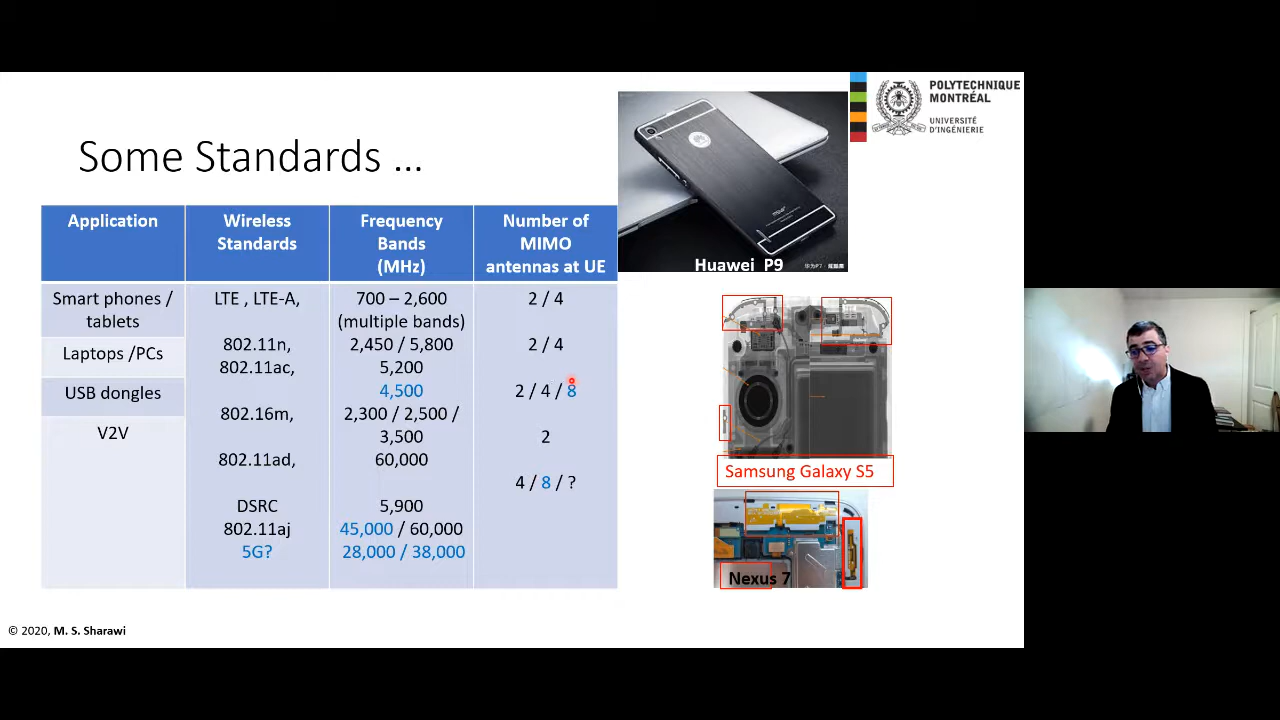 POLYTECHNIQUE
MONTRÉAL
UNIVERSITÉ
D'INGÉNIERIE
Some Standards ...
Application
Wireless
Standards
Frequency
Bands
(MHz)
Number of
MIMO
antennas at UE
Smart phones /
tablets
Laptops /PCs
USB dongles
V2V
LTE , LTE-A,
802.11n,
802.11ac,
802.16m,
802.11ad,
DSRC
802.11aj
5G?
700 – 2,600
(multiple bands)
2,450 / 5,800
5,200
4,500
2,300 / 2,500 /
3,500
60,000
5,900
45,000 / 60,000
28,000 / 38,000
2 / 4
2 / 4
2 / 4 / 8
2
4 / 8 / ?
Huawei P9
Samsung Galaxy S5
Nexus 7
© 2020, M. S. Sharawi